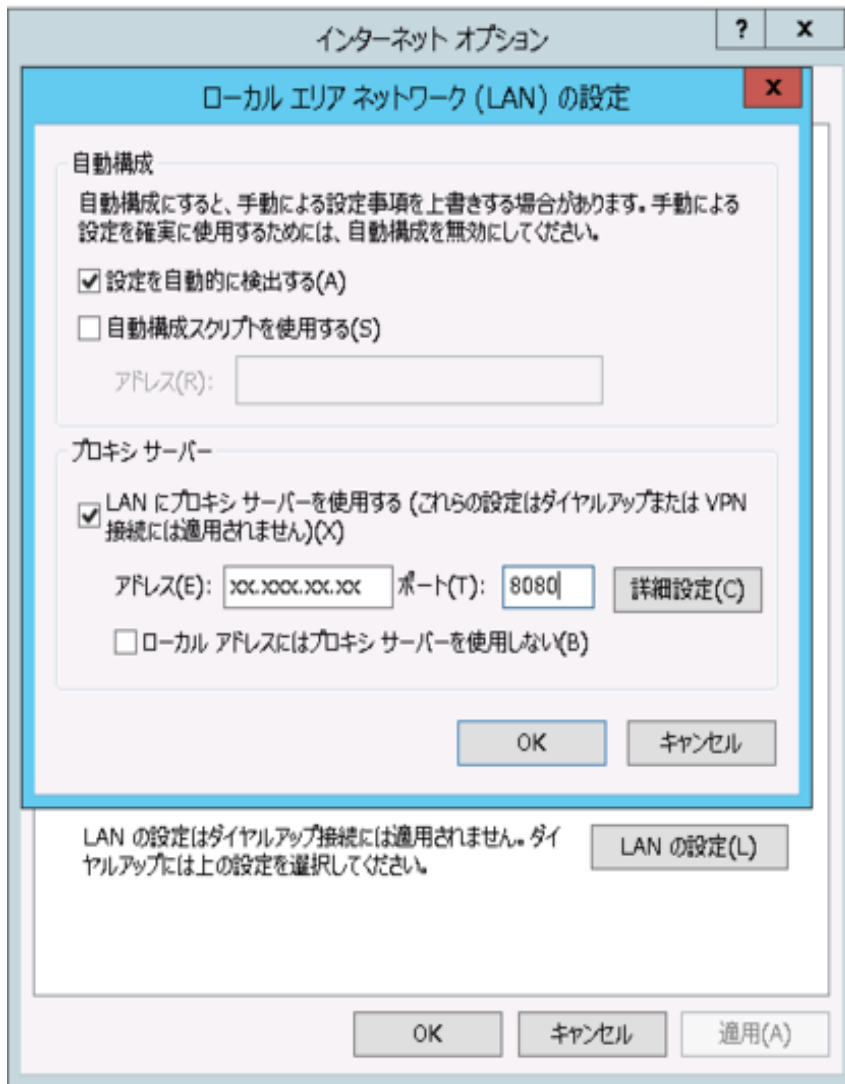 インターネット オプション
?
x
ローカル エリア ネットワーク (LAN) の設定
x
自動構成
自動構成にすると、手動による設定事項を上書きする場合があります。手動による
設定を確実に使用するためには、自動構成を無効にしてください。
設定を自動的に検出する(A)
自動構成スクリプトを使用する(S)
アドレス(R):
プロキシ サーバー
LAN にプロキシ サーバーを使用する (これらの設定はダイヤルアップまたは VPN
接続には適用されません)(X)
アドレス(E): xx.xxx.xx.xx ポート(T): 8080 詳細設定(C)
ローカル アドレスにはプロキシ サーバーを使用しない(B)
OK キャンセル
LAN の設定はダイヤルアップ接続には適用されません。ダイ
ヤルアップには上の設定を選択してください。
LAN の設定(L)
OK キャンセル 適用(A)